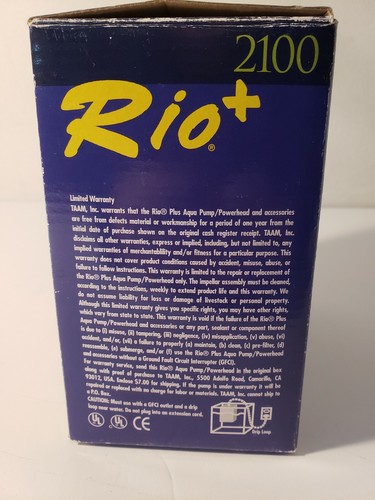 2100
Rio+
®
Limited Warranty
TAAM, Inc. warrants that the Rio® Plus Aqua Pump/Powerhead and accessories
are free from defects material or workmanship for a period of one year from the
initial date of purchase shown on the original cash register receipt. TAAM, Inc.
disclaims all other warranties, express or implied, including, but not limited to, any
implied warranties of merchantability and/or fitness for a particular purpose. This
warranty does not cover product conditions caused by accident, misuse, abuse, or
failure to follow instructions. This warranty is limited to the repair or replacement of
the Rio® Plus Aqua Pump/Powerhead only. The impellar assembly must be cleaned,
according to the instructions, weekly to extend product life and this warranty. We
do not assume liability for loss or damage of livestock or personal property.
Although this limited warranty gives you specific rights, you may have other rights,
which vary from state to state. This warranty is void if the failure of the Rio® Plus
Aqua Pump/Powerhead and accessories or any part, sealant or component thereof
is due to (i) miseoe, (ii) tampering, (iii) negligence, (iv) misapplication, (v) abuse, (vi)
accident, and/or, (vii) a failure to properly (a) maintain, (b) clean, (c) pre-filter, (d)
reassemble, (e) submerge, and/or (f) use the Rio® Plus Aqua Pump/Powerhead
and accessories without a Ground Fault Circuit Interruptor (GFCI).
For warranty service, send this Rio® Aqua Pump/Powerhead in the original box
along with proof of purchase to TAAM, Inc., 5500 Adolfo Road, Camarillo, CA
93012, USA. Enclose $7.00 for shipping. If the pump is under warranty it will be
repaired or replaced with no charge for labor or materials. TAAM, Inc. cannot ship to
a P.O. Box.
CAUTION: Must use with a GFCI outlet and a drip
loop near water. Do not plug into an extension cord.
UL UL CE
Drip Loop